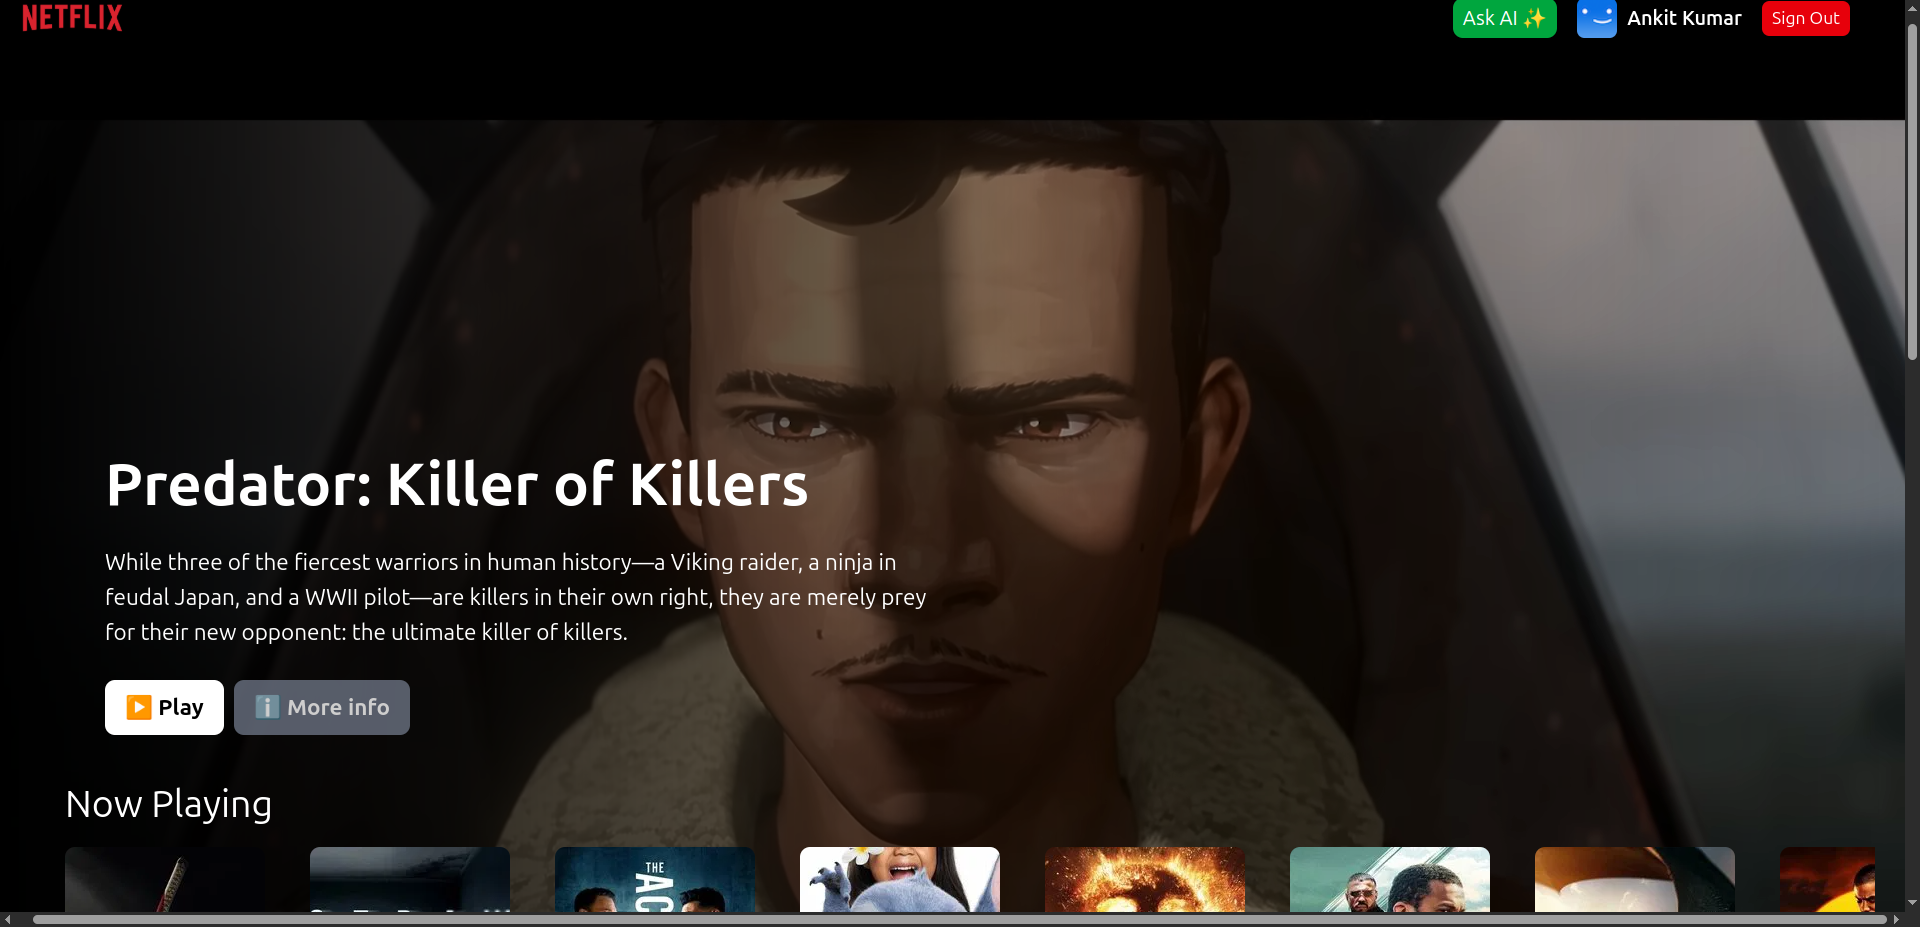 NETFLIX
Ask AI ✨
Ankit Kumar
Sign Out
Predator: Killer of Killers
While three of the fiercest warriors in human history—a Viking raider, a ninja in
feudal Japan, and a WWII pilot—are killers in their own right, they are merely prey
for their new opponent: the ultimate killer of killers.
▶️ Play
ℹ️ More info
Now Playing
THE